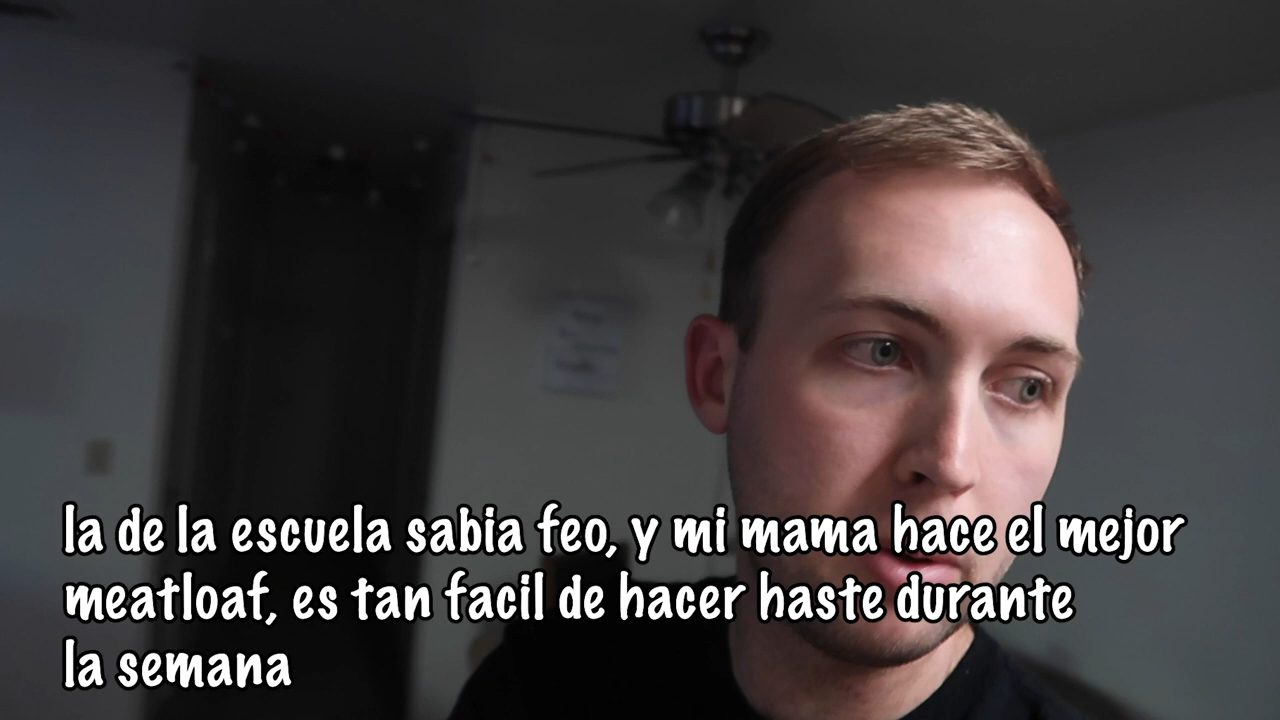 la de la escuela sabia feo, y mi mama hace el mejor
meatloaf, es tan facil de hacer haste durante
la semana